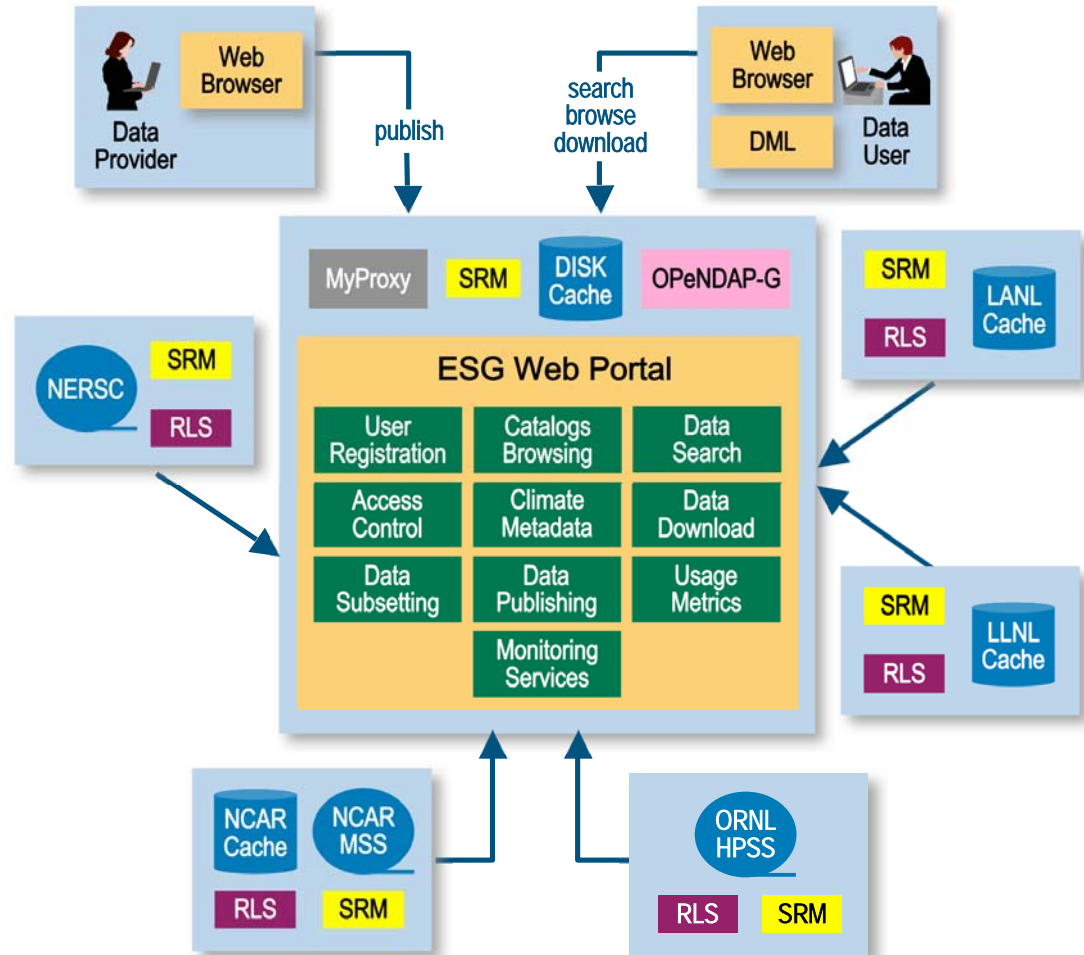 Web
Browser
Data
Provider
publish
search
browse
download
Web
Browser
DML
Data
User
MyProxy
SRM
DISK
Cache
OPeNDAP-G
ESG Web Portal
User
Registration
Catalogs
Browsing
Data
Search
Access
Control
Climate
Metadata
Data
Download
Data
Subsetting
Data
Publishing
Usage
Metrics
Monitoring
Services
NERSC
SRM
RLS
SRM
RLS
LANL
Cache
SRM
RLS
LLNL
Cache
NCAR
Cache
NCAR
MSS
RLS
SRM
ORNL
HPSS
RLS
SRM